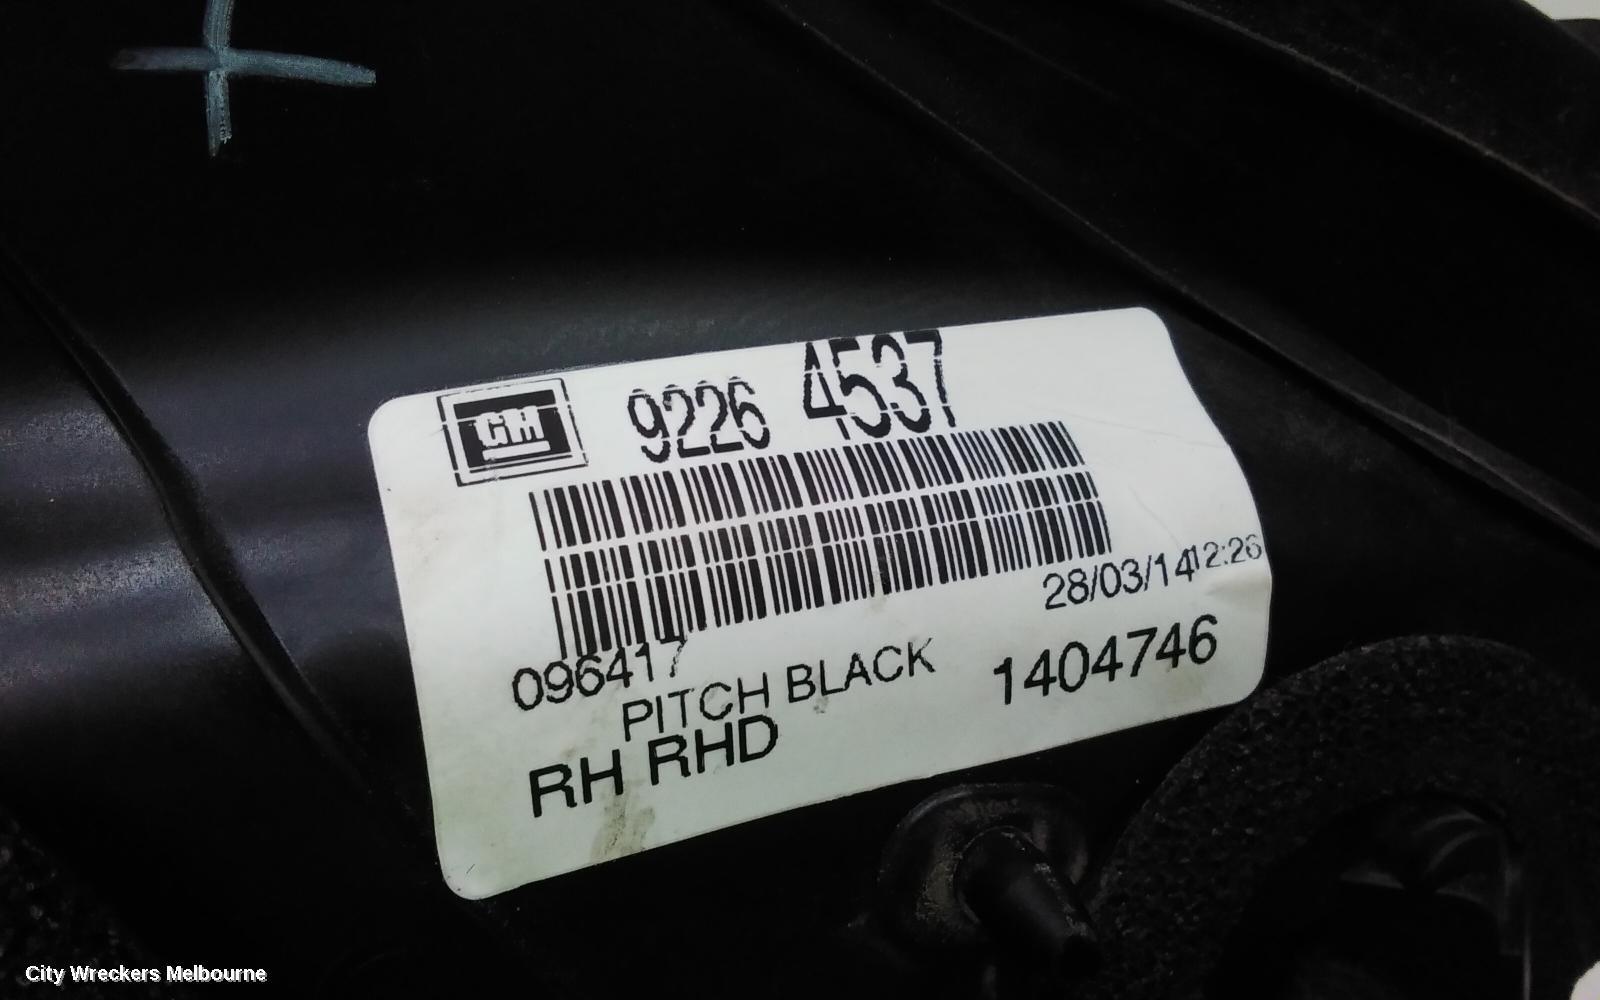 GM 9226 4537
28/03/14 12:26
096417
PITCH BLACK
1404746
RH RHD
City Wreckers Melbourne